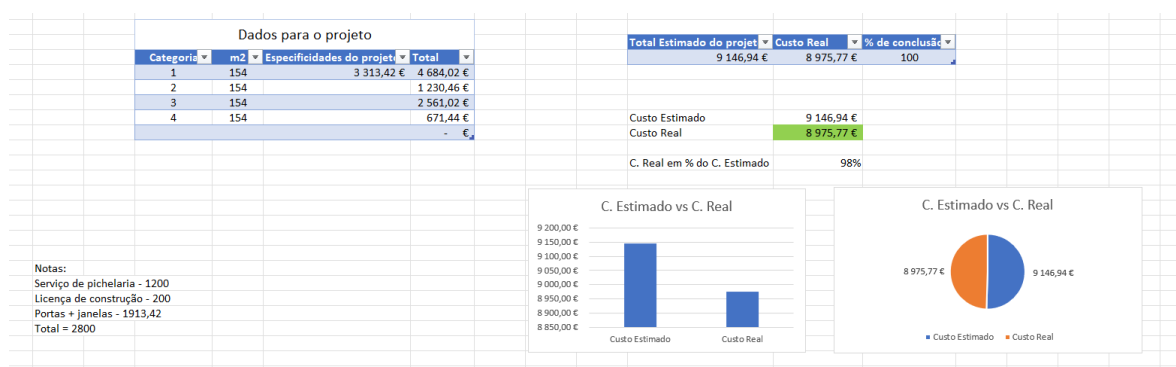 Dados para o projeto
Categoria m2 Especificidades do projeto Total
1 154 3 313,42 € 4 684,02 €
2 154 1 230,46 €
3 154 2 561,02 €
4 154 671,44 €
- €
Total Estimado do projet Custo Real % de conclusão
9 146,94 € 8 975,77 € 100
Custo Estimado 9 146,94 €
Custo Real 8 975,77 €
C. Real em % do C. Estimado 98%
Notas:
Serviço de pichelaria - 1200
Licença de construção - 200
Portas + janelas - 1913,42
Total = 2800
C. Estimado vs C. Real
9 200,00 €
9 150,00 €
9 100,00 €
9 050,00 €
9 000,00 €
8 950,00 €
8 900,00 €
8 850,00 €
Custo Estimado Custo Real
C. Estimado vs C. Real
8 975,77 € 9 146,94 €
Custo Estimado Custo Real